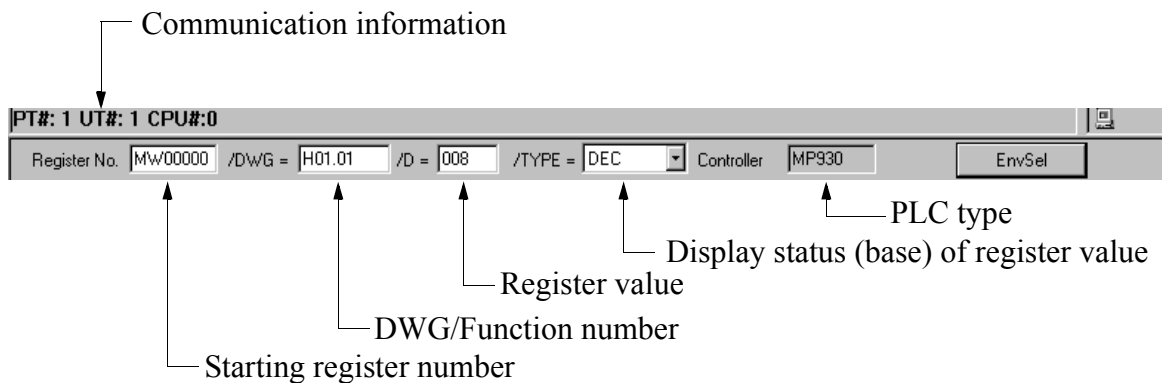 Communication information
PT#: 1 UT#: 1 CPU#:0
Register No. MW00000 /DWG = H01.01 /D = 008 /TYPE = DEC Controller MP930 EnvSel
PLC type
Display status (base) of register value
Register value
DWG/Function number
Starting register number